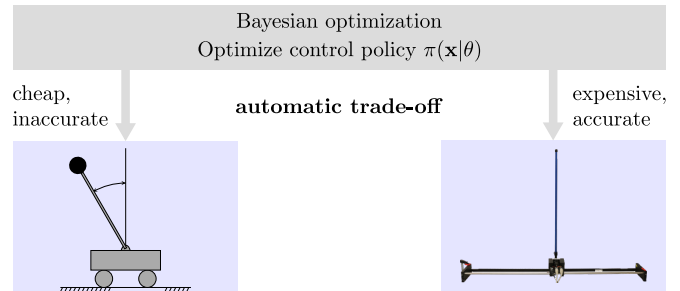 Bayesian optimization
Optimize control policy π(x|θ)
cheap,
inaccurate
automatic trade-off
expensive,
accurate